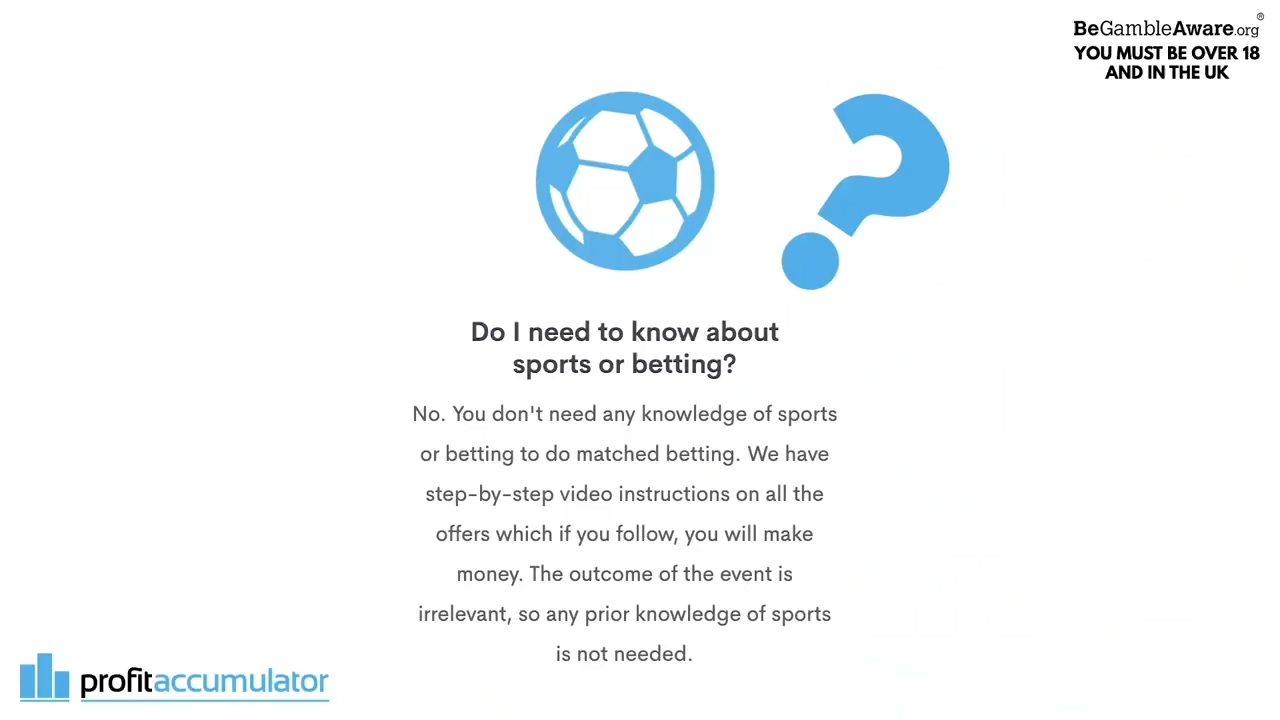 BeGambleAware.org®
YOU MUST BE OVER 18
AND IN THE UK
Do I need to know about
sports or betting?
No. You don't need any knowledge of sports
or betting to do matched betting. We have
step-by-step video instructions on all the
offers which if you follow, you will make
money. The outcome of the event is
irrelevant, so any prior knowledge of sports
is not needed.
profitaccumulator